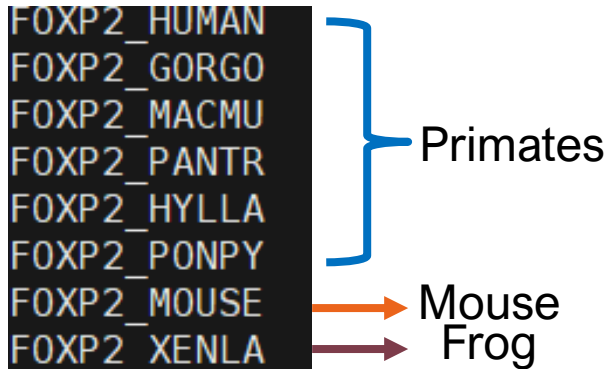 FOXP2_HUMAN
FOXP2_GORGO
FOXP2_MACMU
FOXP2_PANTR
FOXP2_HYLLA
FOXP2_PONPY
FOXP2_MOUSE
FOXP2_XENLA
Primates
Mouse
Frog